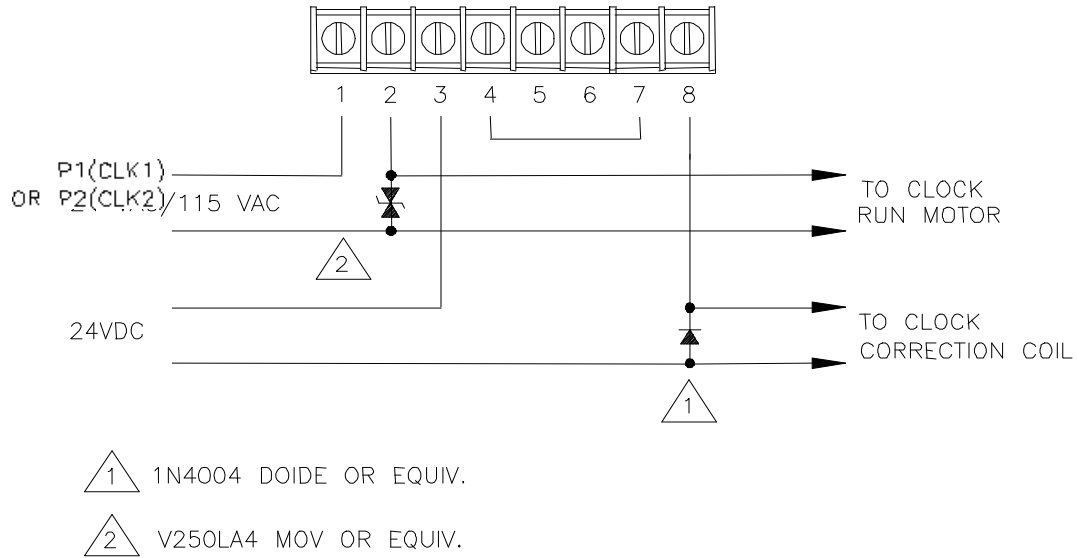 1 2 3 4 5 6 7 8
P1(CLK1)
OR P2(CLK2)
/115 VAC
TO CLOCK
RUN MOTOR
2
24VDC
TO CLOCK
CORRECTION COIL
1
1 1N4004 DOIDE OR EQUIV.
2 V250LA4 MOV OR EQUIV.